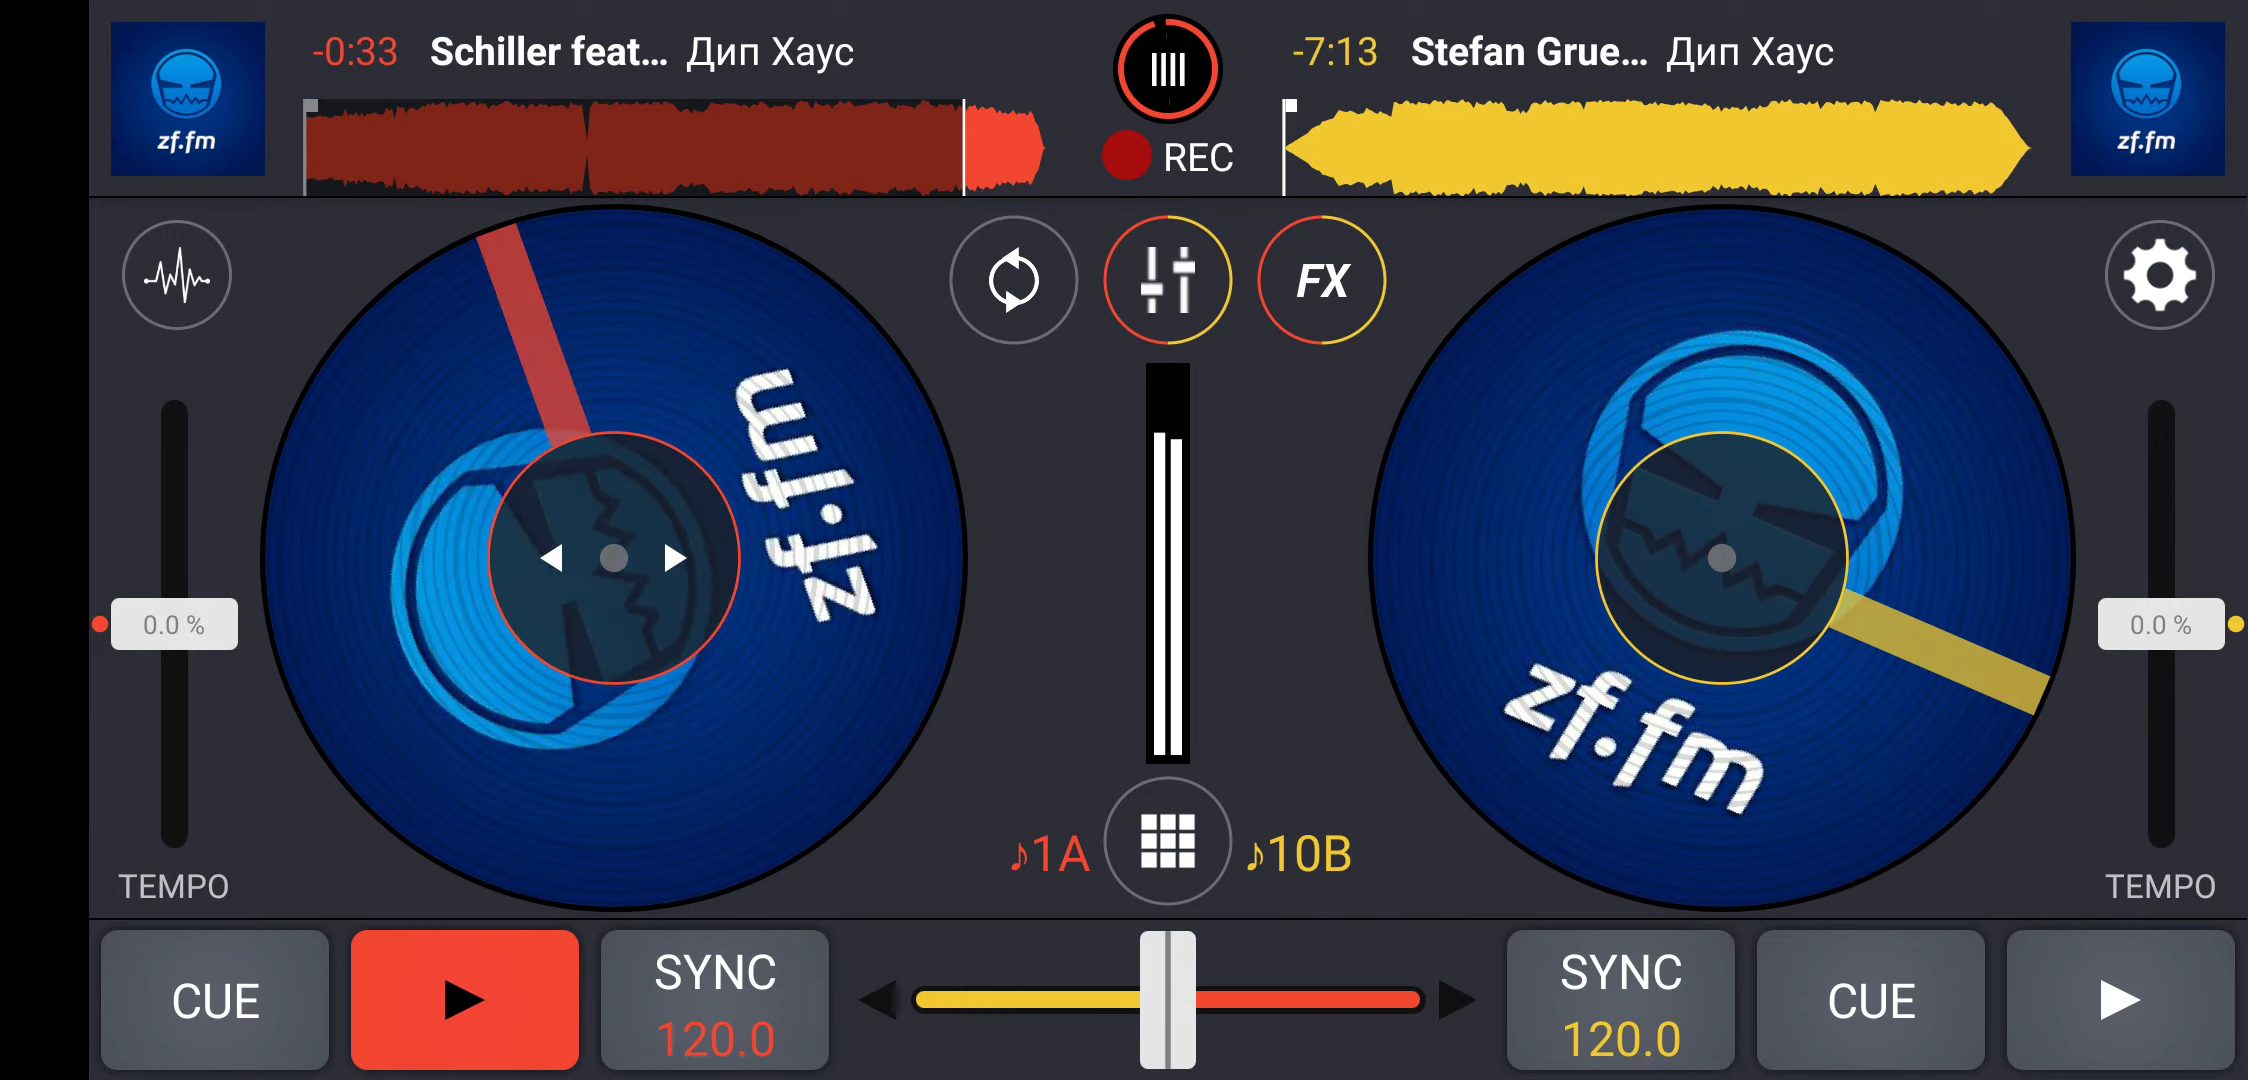 -0:33 Schiller feat... Дип Хаус
-7:13 Stefan Grue... Дип Хаус
zf.fm
zf.fm
REC
FX
zf.fm
zf.fm
0.0 %
0.0 %
♪1A
♪10B
TEMPO
TEMPO
CUE
SYNC
120.0
SYNC
120.0
CUE